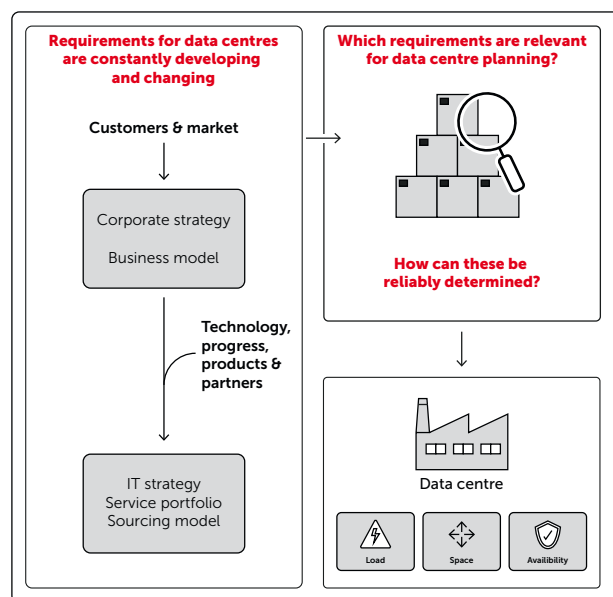 Requirements for data centres
are constantly developing
and changing
Customers & market
Corporate strategy
Business model
Technology,
progress,
products &
partners
IT strategy
Service portfolio
Sourcing model
Which requirements are relevant
for data centre planning?
How can these be
reliably determined?
Data centre
Load
Space
Availibility